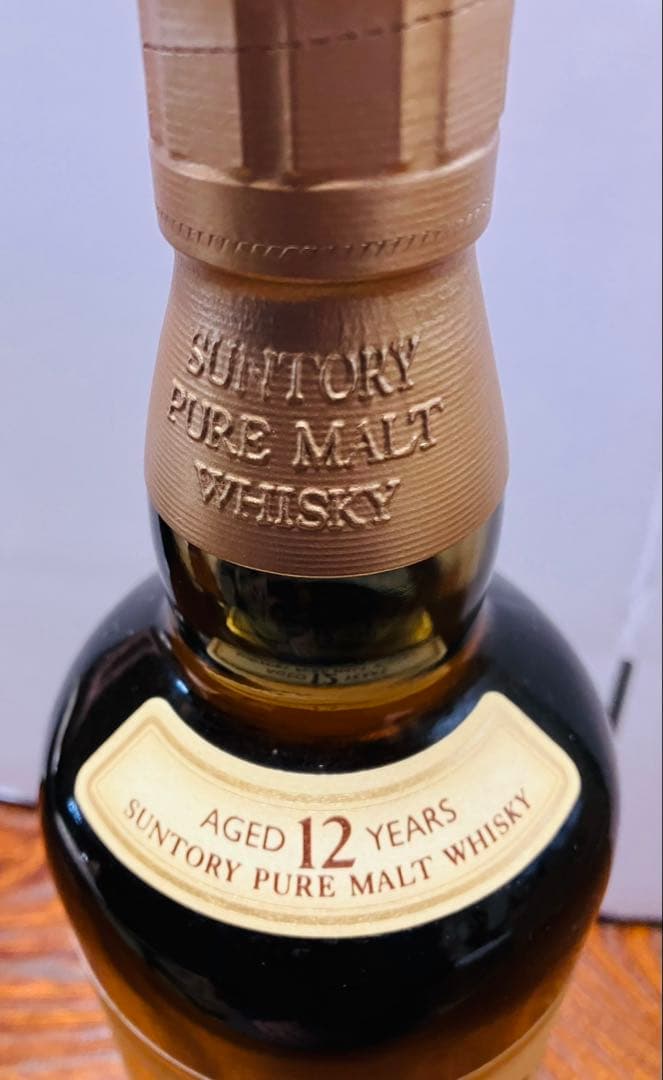 SUNTORY
PURE MALT
WHISKY
AGED 12 YEARS
SUNTORY PURE MALT WHISKY